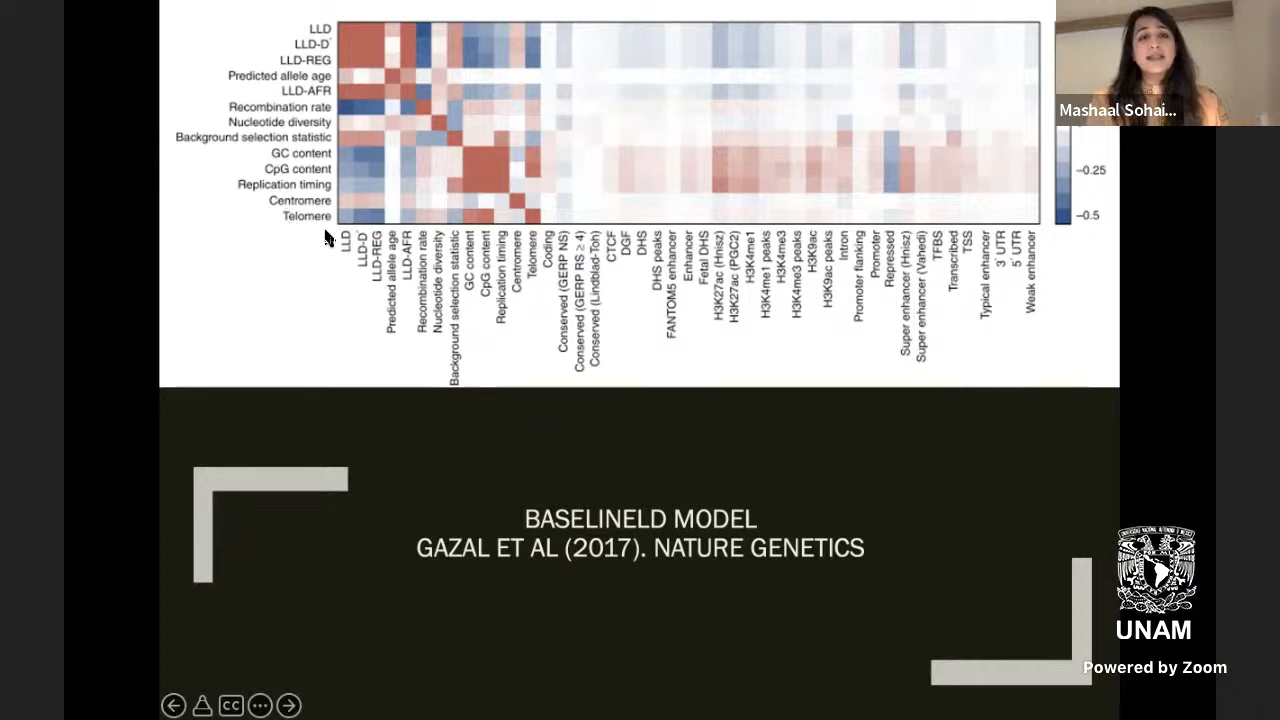 LLD
LLD-D′
LLD-REG
Predicted allele age
LLD-AFR
Recombination rate
Nucleotide diversity
Background selection statistic
GC content
CpG content
Replication timing
Centromere
Telomere
LLD
LLD-D′
LLD-REG
Predicted allele age
LLD-AFR
Recombination rate
Nucleotide diversity
Background selection statistic
GC content
CpG content
Replication timing
Centromere
Telomere
Coding
Conserved (GERP NS)
Conserved (GERP RS ≥ 4)
Conserved (Lindblad-Toh)
CTCF
DGF
DHS
DHS peaks
FANTOM5 enhancer
Enhancer
Fetal DHS
H3K27ac (Hnisz)
H3K27ac (PGC2)
H3K4me1
H3K4me1 peaks
H3K4me3
H3K4me3 peaks
H3K9ac
H3K9ac peaks
Intron
Promoter flanking
Promoter
Repressed
Super enhancer (Hnisz)
Super enhancer (Vahedi)
TFBS
Transcribed
TSS
Typical enhancer
3′ UTR
5′ UTR
Weak enhancer
−0.25
−0.5
Mashaal Sohai...
BASELINELD MODEL
GAZAL ET AL (2017). NATURE GENETICS
UNAM
Powered by Zoom
CC